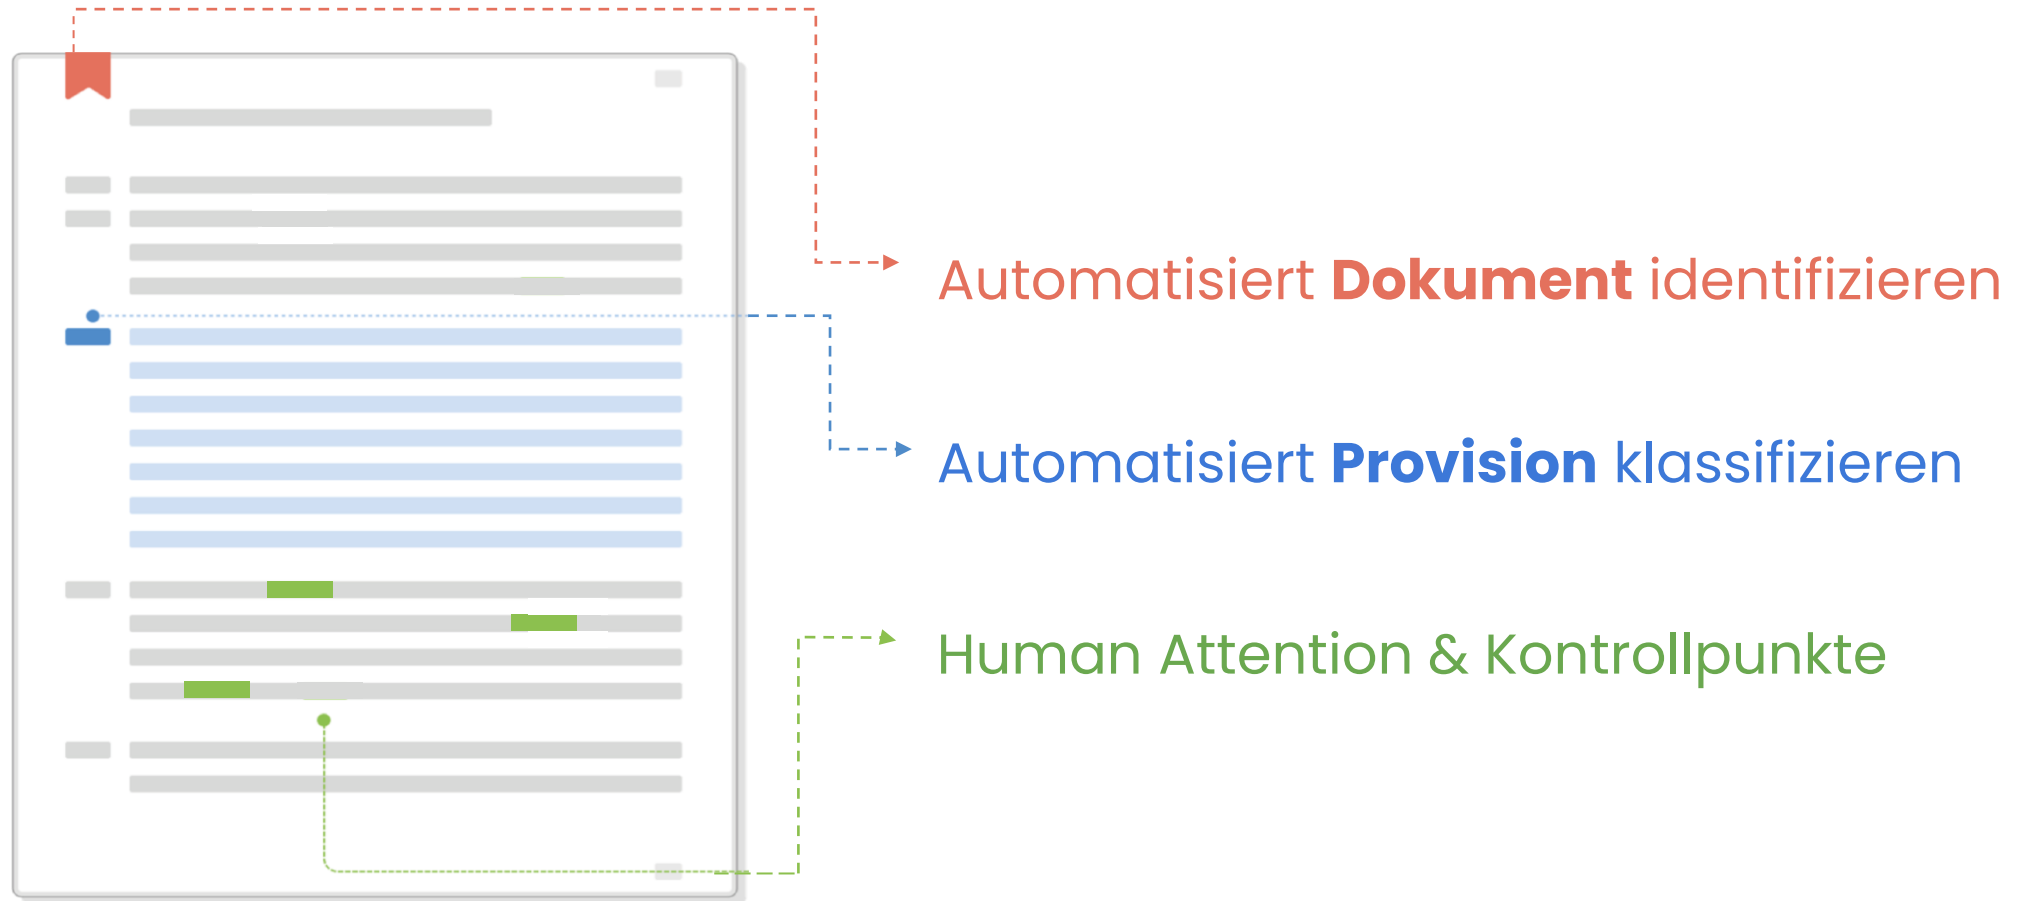 Automatisiert Dokument identifizieren
Automatisiert Provision klassifizieren
Human Attention & Kontrollpunkte